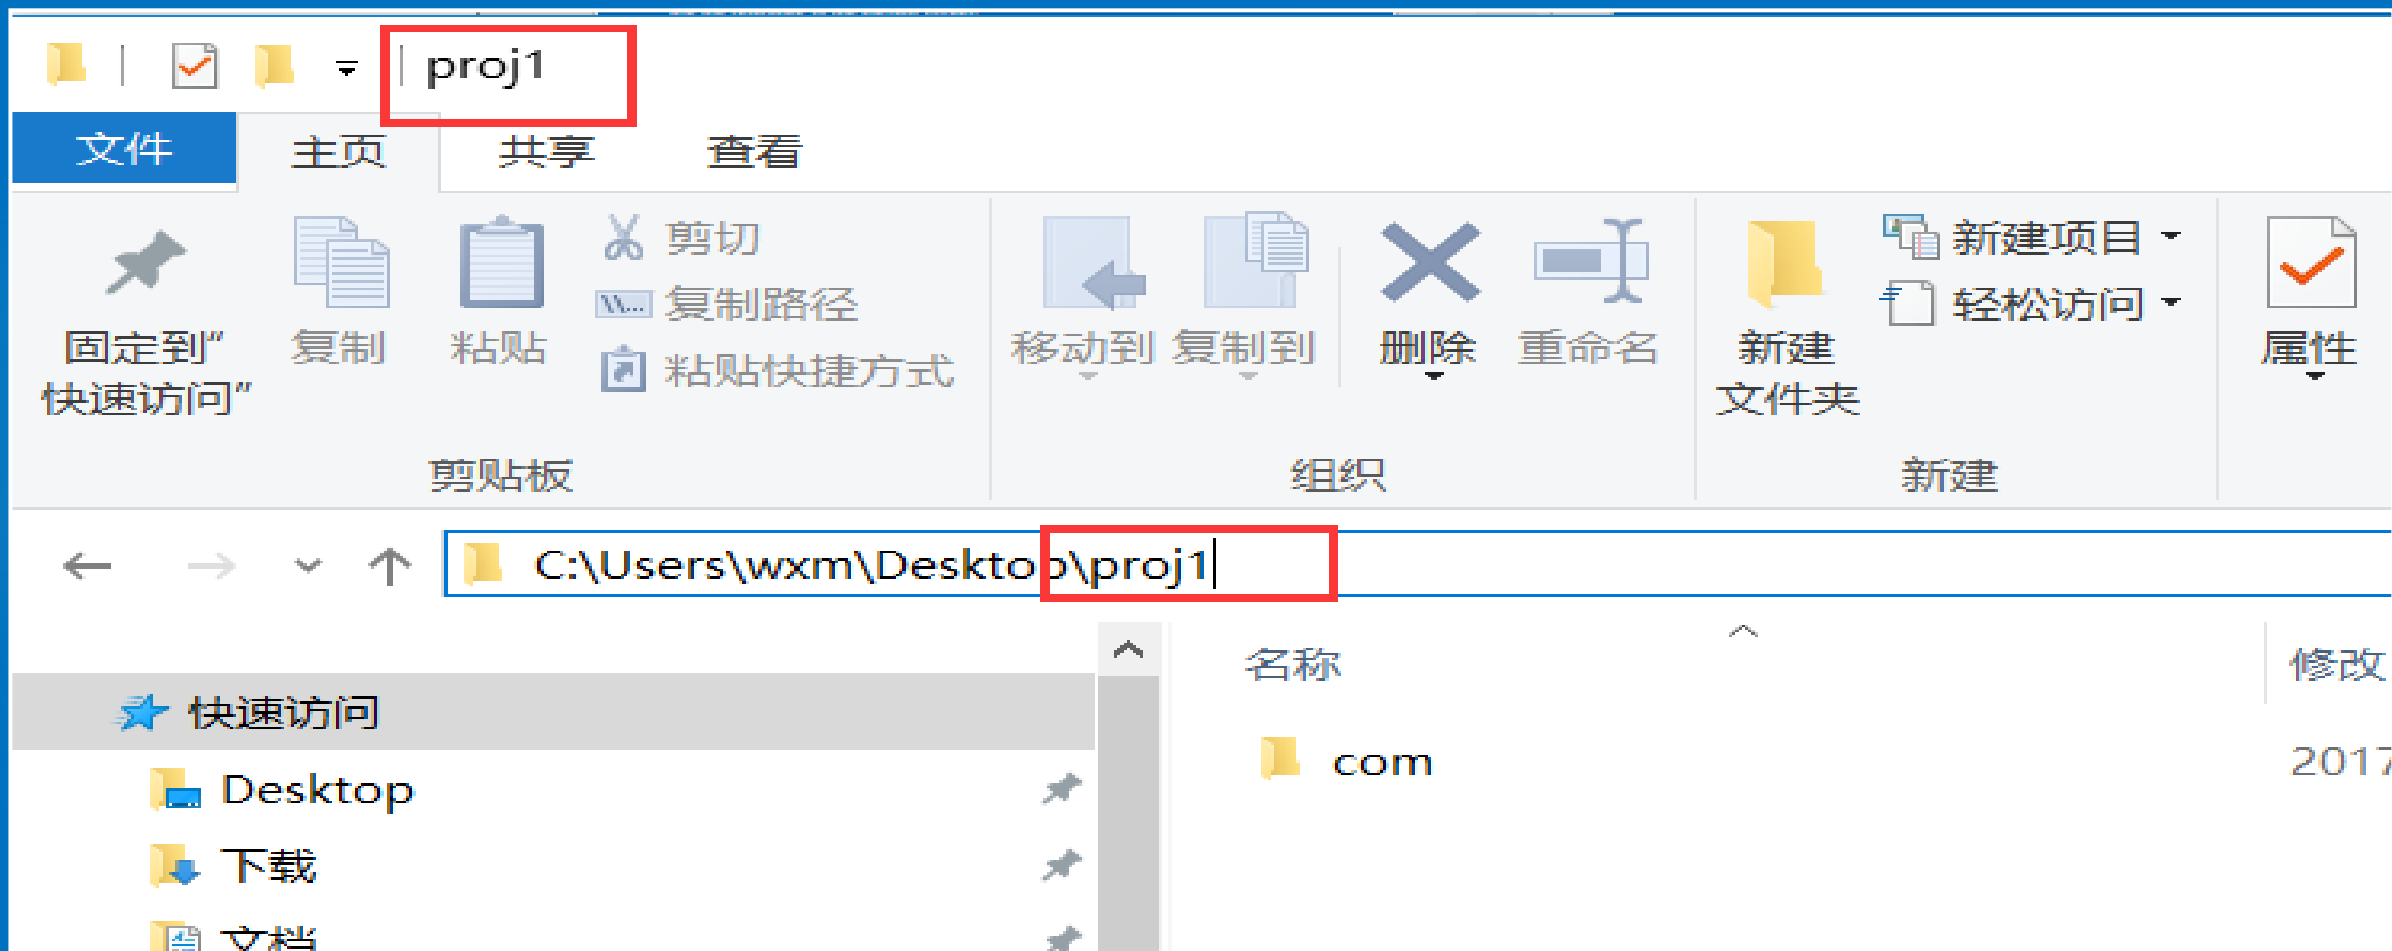 proj1
文件 主页 共享 查看
固定到"
快速访问"
复制
粘贴
剪切
复制路径
粘贴快捷方式
剪贴板
移动到
复制到
删除
重命名
组织
新建
文件夹
新建项目
轻松访问
新建
属性
C:\Users\wxm\Desktop\proj1
快速访问
Desktop
下载
文档
名称
修改
com
2017